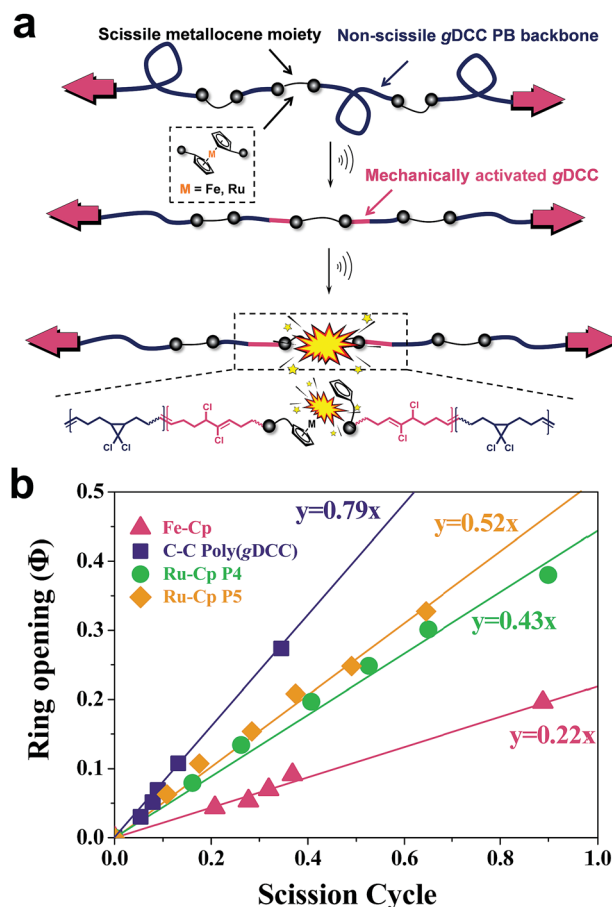 a
Scissile metallocene moiety
Non-scissile gDCC PB backbone
M
M = Fe, Ru
Mechanically activated gDCC
Cl
Cl
Cl
Cl
M
Cl
Cl
Cl
Cl
b
0.5
0.4
0.3
0.2
0.1
0.0
Ring opening (Φ)
Fe-Cp
C-C Poly(gDCC)
Ru-Cp P4
Ru-Cp P5
y=0.79x
y=0.52x
y=0.43x
y=0.22x
0.0 0.2 0.4 0.6 0.8 1.0
Scission Cycle